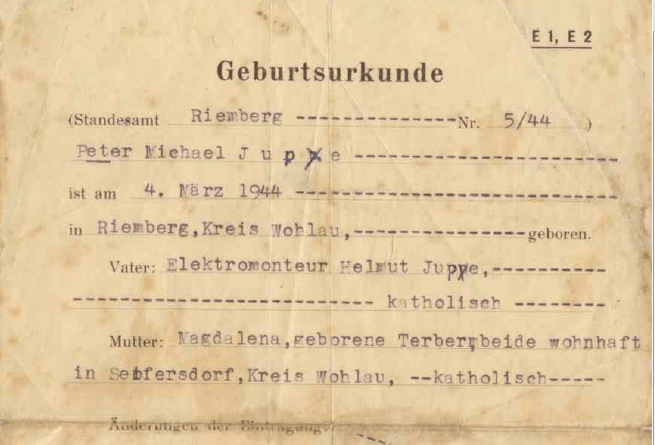 E 1, E 2
Geburtsurkunde
(Standesamt Riemberg ---------------- Nr. 5/44 )
Peter Michael Juppe --------------------------
ist am 4. März 1944 --------------------------------
in Riemberg, Kreis Wohlau, ---------------- geboren.
Vater: Elektromonteur Helmut Juppe, ----------
--------------------------- katholisch --------
Mutter: Magdalena, geborene beide wohnhaft
in Kreis Wohlau, --katholisch-----
Änderungen der Eintragung: ---